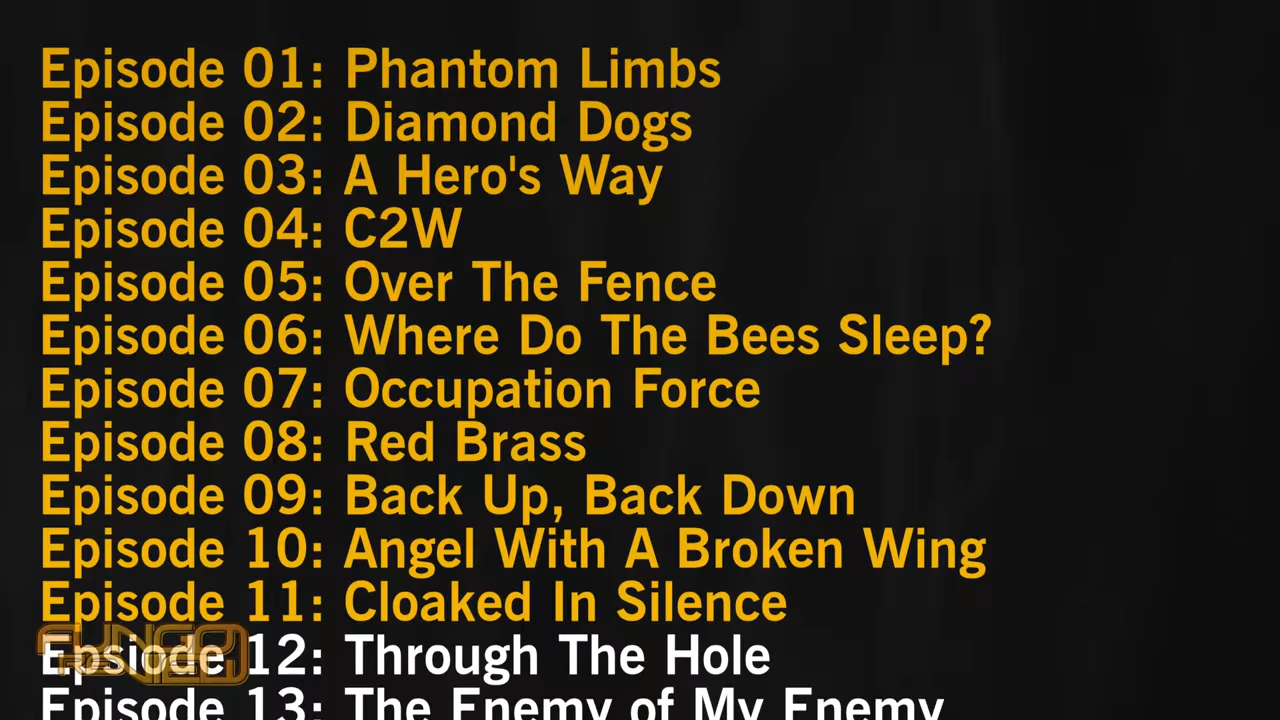 Episode 01: Phantom Limbs
Episode 02: Diamond Dogs
Episode 03: A Hero's Way
Episode 04: C2W
Episode 05: Over The Fence
Episode 06: Where Do The Bees Sleep?
Episode 07: Occupation Force
Episode 08: Red Brass
Episode 09: Back Up, Back Down
Episode 10: Angel With A Broken Wing
Episode 11: Cloaked In Silence
Epsiode 12: Through The Hole
Episode 13: The Enemy of My Enemy